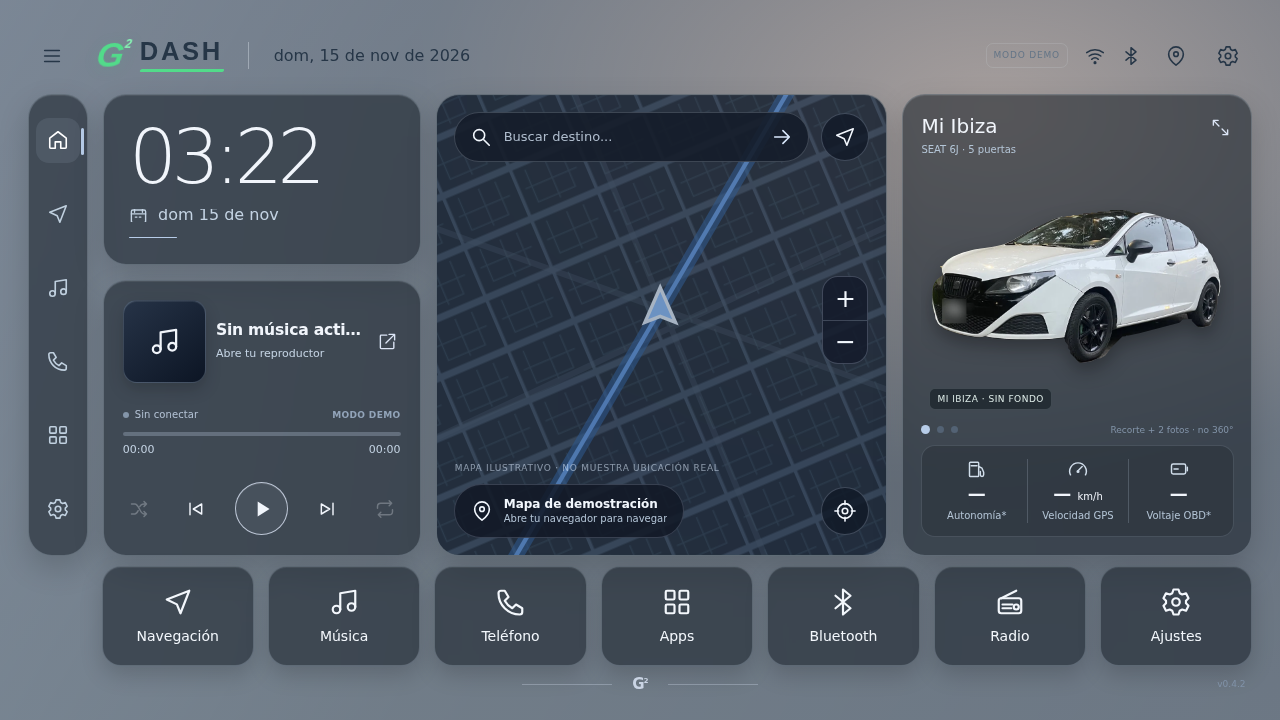 G² DASH
dom, 15 de nov de 2026
MODO DEMO
03:22
dom 15 de nov
Sin música acti...
Abre tu reproductor
Sin conectar
MODO DEMO
00:00
00:00
Buscar destino...
MAPA ILUSTRATIVO · NO MUESTRA UBICACIÓN REAL
Mapa de demostración
Abre tu navegador para navegar
Mi Ibiza
SEAT 6J · 5 puertas
MI IBIZA · SIN FONDO
Recorte + 2 fotos · no 360°
— — km/h —
Autonomía*
Velocidad GPS
Voltaje OBD*
Navegación
Música
Teléfono
Apps
Bluetooth
Radio
Ajustes
G²
v0.4.2